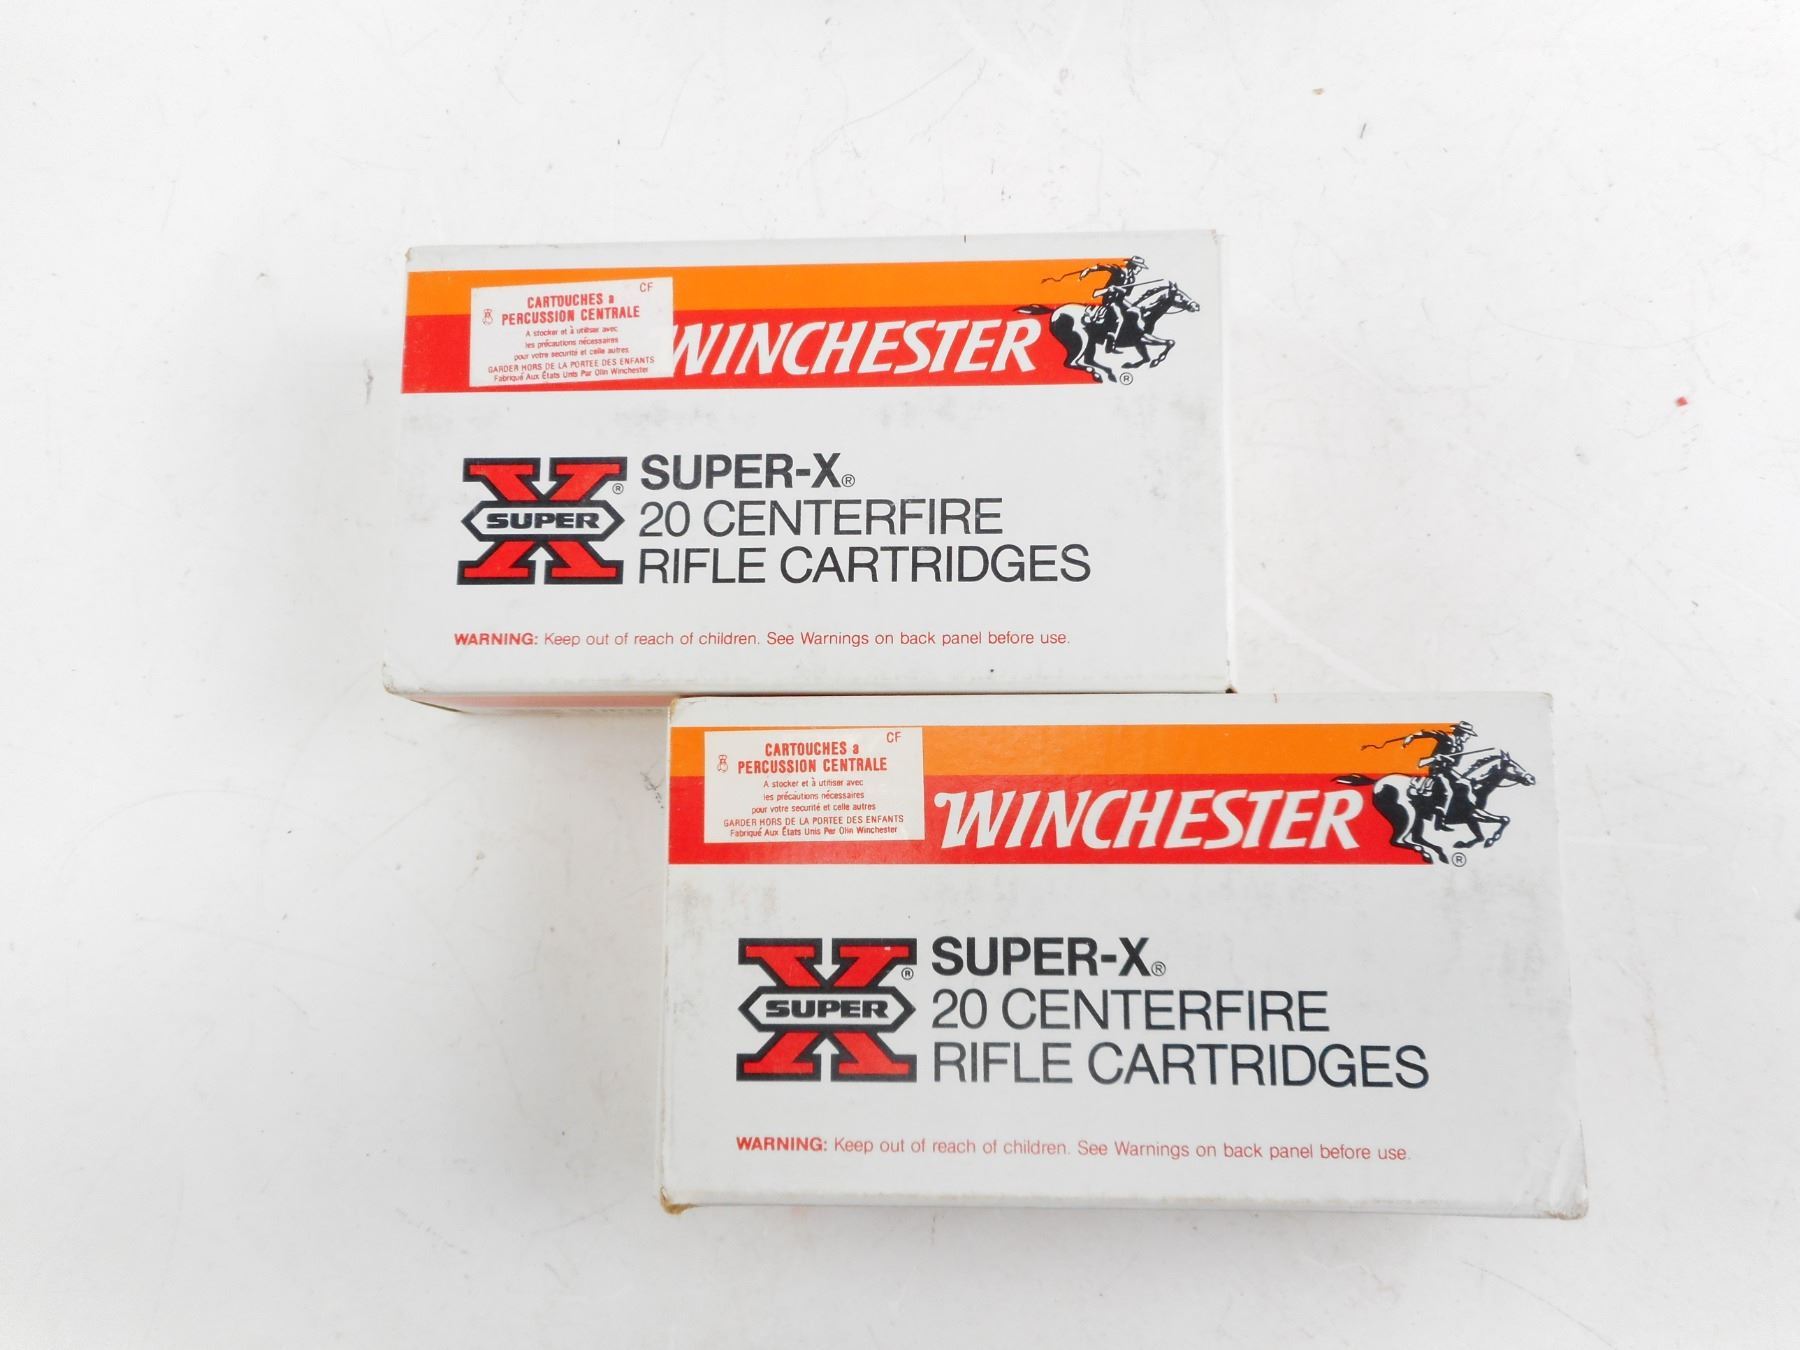 CF
CARTOUCHES a
PERCUSSION CENTRALE
A stocker et à utiliser avec
les précautions nécessaires
pour votre securité et celle autres
GARDER HORS DE LA PORTEE DES ENFANTS
Fabriqué Aux États Unis Par Olin Winchester
WINCHESTER
®
X SUPER ®
SUPER-X®
20 CENTERFIRE
RIFLE CARTRIDGES
WARNING: Keep out of reach of children. See Warnings on back panel before use.
CF
CARTOUCHES a
PERCUSSION CENTRALE
A stocker et à utiliser avec
les précautions nécessaires
pour votre securité et celle autres
GARDER HORS DE LA PORTEE DES ENFANTS
Fabriqué Aux États Unis Par Olin Winchester
WINCHESTER
®
X SUPER ®
SUPER-X®
20 CENTERFIRE
RIFLE CARTRIDGES
WARNING: Keep out of reach of children. See Warnings on back panel before use.